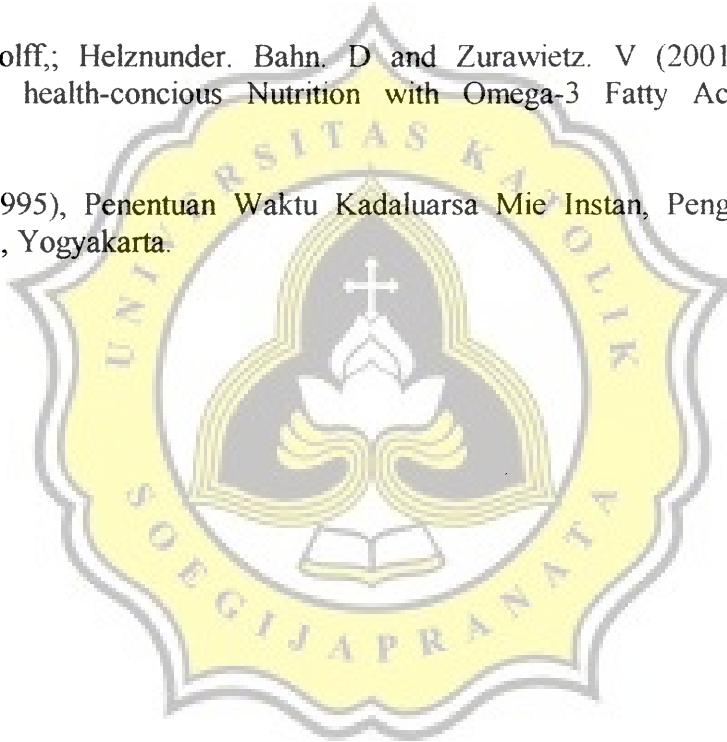 olff,; Helznunder. Bahn. D and Zurawietz. V (2001
health-concious Nutrition with Omega-3 Fatty Ac
995), Penentuan Waktu Kadaluarsa Mie Instan, Peng
, Yogyakarta.
UNIVERSITAS KATOLIK
SOEGIJAPRANATA